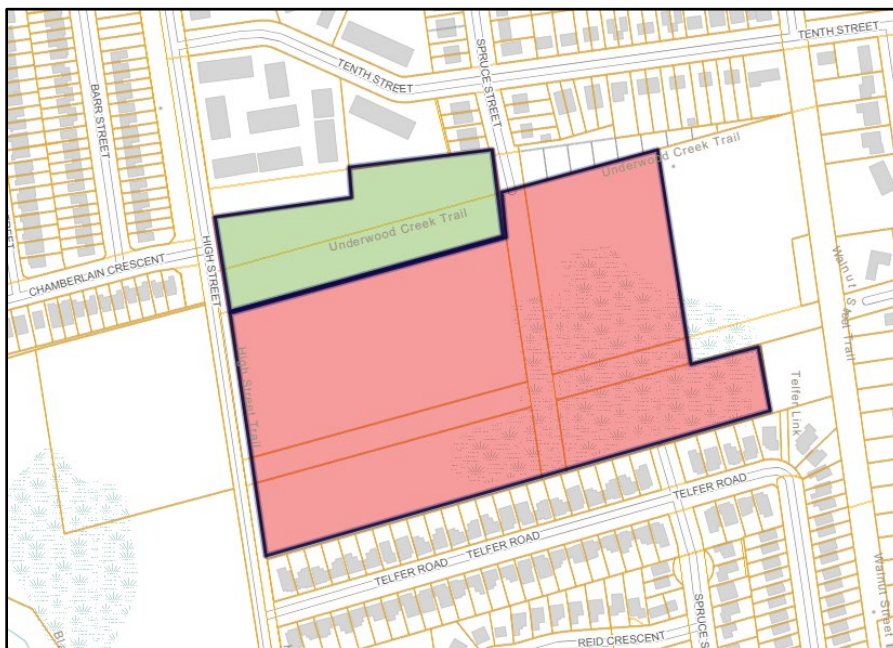 TENTH STREET
TENTH STREET
SPRUCE STREET
BARR STREET
Underwood Creek Trail
Underwood Creek Trail
CHAMBERLAIN CRESCENT
HIGH STREET
High Street Trail
Telfer Link
TELFER ROAD
TELFER ROAD
TELFER ROAD
SPRUCE S
REID CRESCENT
Walnut Street